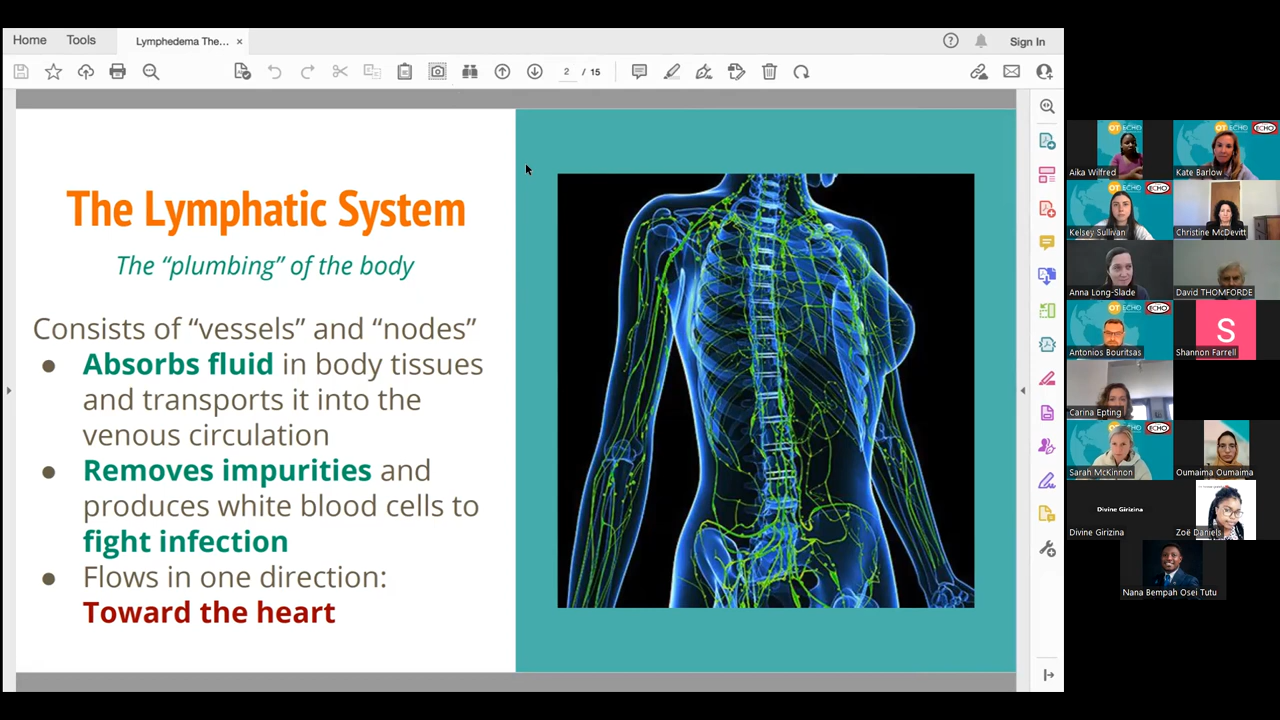 Home
Tools
Lymphedema The...
Sign In
2 / 15
The Lymphatic System
The “plumbing” of the body
Consists of “vessels” and “nodes”
● Absorbs fluid in body tissues
and transports it into the
venous circulation
● Removes impurities and
produces white blood cells to
fight infection
● Flows in one direction:
Toward the heart
OT ECHO
ECHO
Aika Wilfred
Kate Barlow
Kelsey Sullivan
Christine McDevitt
Anna Long-Slade
David THOMFORDE
Antonios Bouritsas
S
Shannon Farrell
Carina Epting
Sarah McKinnon
Oumaima Oumaima
Divine Girizina
Divine Girizina
Zoë Daniels
Nana Bempah Osei Tutu